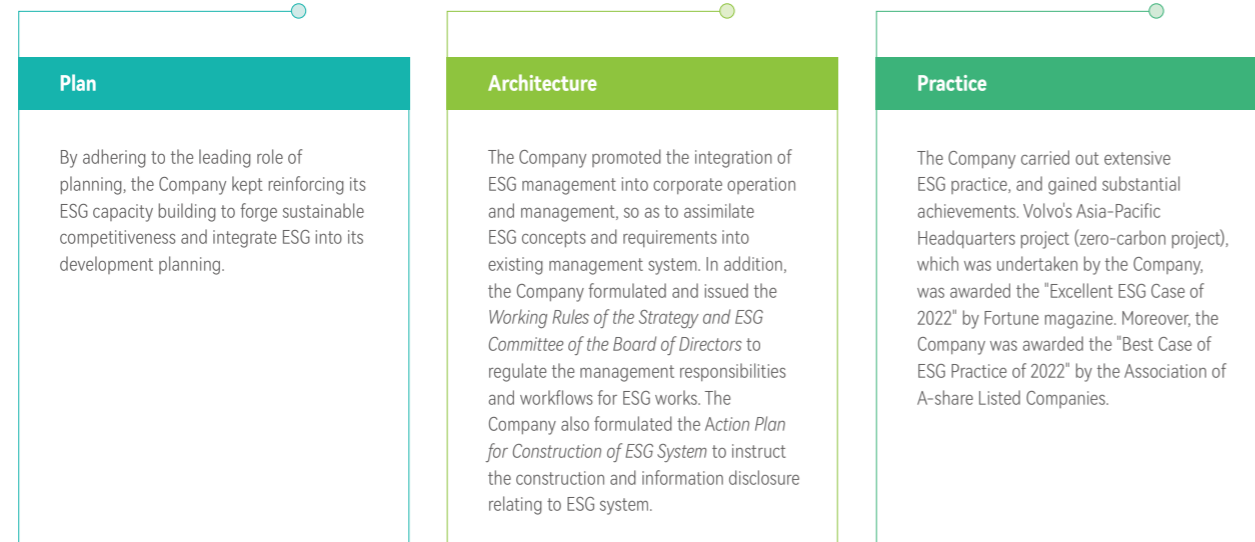 Plan
By adhering to the leading role of
planning, the Company kept reinforcing its
ESG capacity building to forge sustainable
competitiveness and integrate ESG into its
development planning.
Architecture
The Company promoted the integration of
ESG management into corporate operation
and management, so as to assimilate
ESG concepts and requirements into
existing management system. In addition,
the Company formulated and issued the
Working Rules of the Strategy and ESG
Committee of the Board of Directors to
regulate the management responsibilities
and workflows for ESG works. The
Company also formulated the Action Plan
for Construction of ESG System to instruct
the construction and information disclosure
relating to ESG system.
Practice
The Company carried out extensive
ESG practice, and gained substantial
achievements. Volvo's Asia-Pacific
Headquarters project (zero-carbon project),
which was undertaken by the Company,
was awarded the "Excellent ESG Case of
2022" by Fortune magazine. Moreover, the
Company was awarded the "Best Case of
ESG Practice of 2022" by the Association of
A-share Listed Companies.